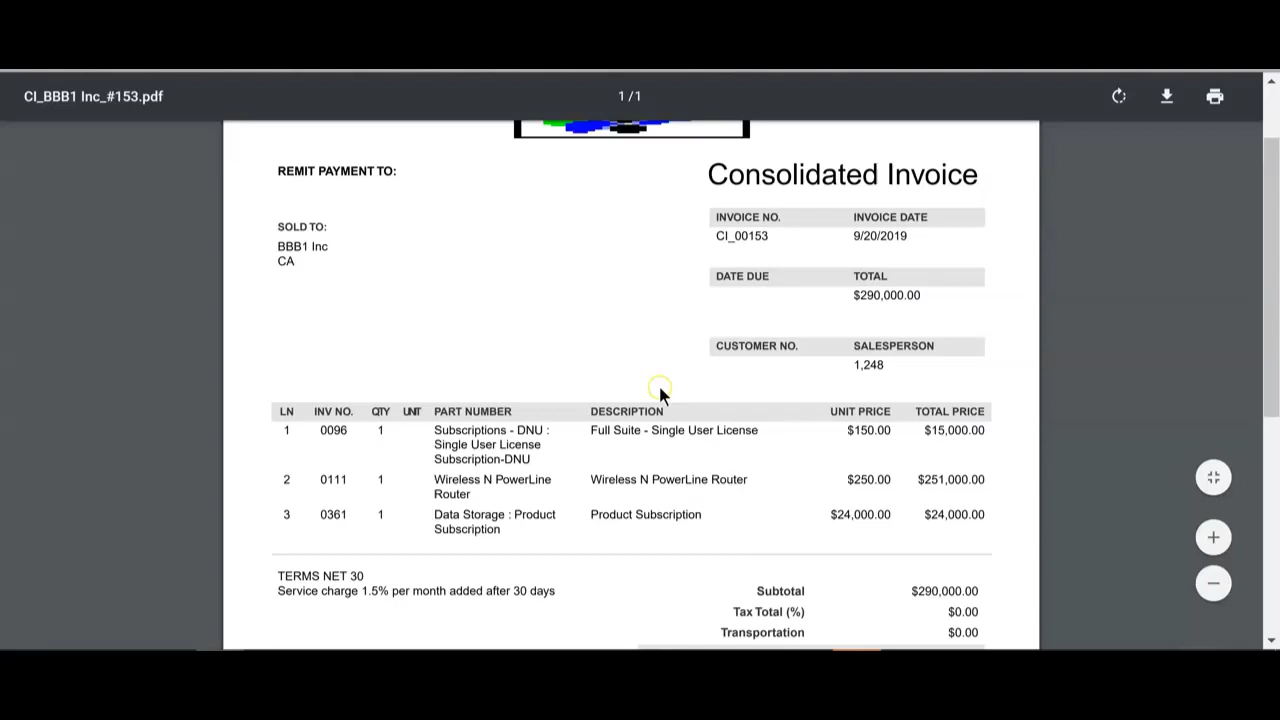 CI_BBB1 Inc_#153.pdf
1 / 1
REMIT PAYMENT TO:
Consolidated Invoice
SOLD TO:
BBB1 Inc
CA
INVOICE NO. INVOICE DATE
CI_00153 9/20/2019
DATE DUE TOTAL
$290,000.00
CUSTOMER NO. SALESPERSON
1,248
LN INV NO. QTY UNIT PART NUMBER DESCRIPTION UNIT PRICE TOTAL PRICE
1 0096 1 Subscriptions - DNU : Full Suite - Single User License $150.00 $15,000.00
Single User License
Subscription-DNU
2 0111 1 Wireless N PowerLine Wireless N PowerLine Router $250.00 $251,000.00
Router
3 0361 1 Data Storage : Product Product Subscription $24,000.00 $24,000.00
Subscription
TERMS NET 30
Service charge 1.5% per month added after 30 days
Subtotal $290,000.00
Tax Total (%) $0.00
Transportation $0.00